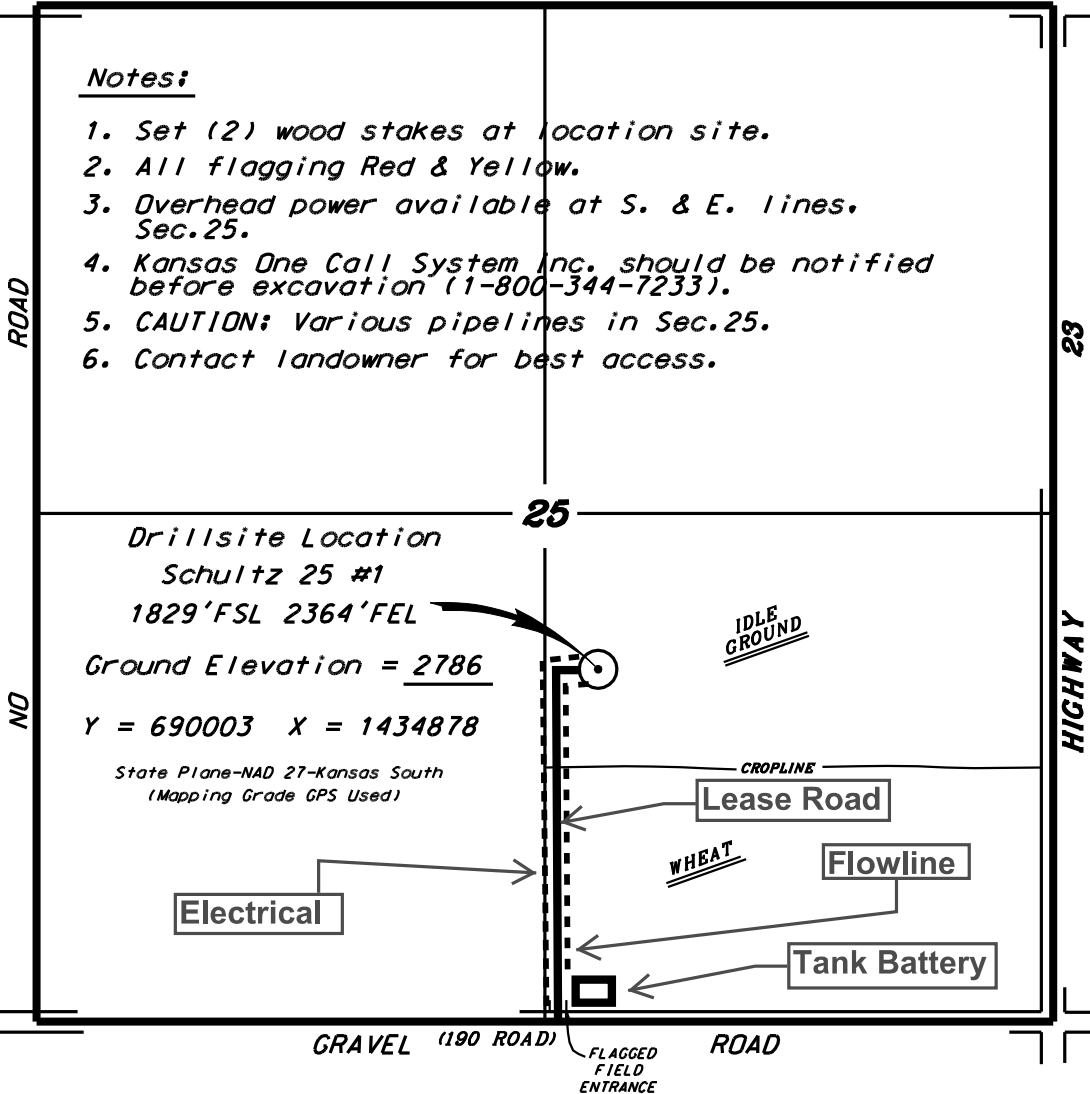 Notes:
1. Set (2) wood stakes at location site.
2. All flagging Red & Yellow.
3. Overhead power available at S. & E. lines,
Sec.25.
4. Kansas One Call System Inc. should be notified
before excavation (1-800-344-7233).
5. CAUTION: Various pipelines in Sec.25.
6. Contact landowner for best access.
ROAD
NO
23
HIGHWAY
25
Drillsite Location
Schultz 25 #1
1829'FSL 2364'FEL
Ground Elevation = 2786
Y = 690003 X = 1434878
State Plane-NAD 27-Kansas South
(Mapping Grade GPS Used)
IDLE
GROUND
CROPLINE
Lease Road
WHEAT
Flowline
Electrical
Tank Battery
GRAVEL (190 ROAD) ROAD
FLAGGED
FIELD
ENTRANCE